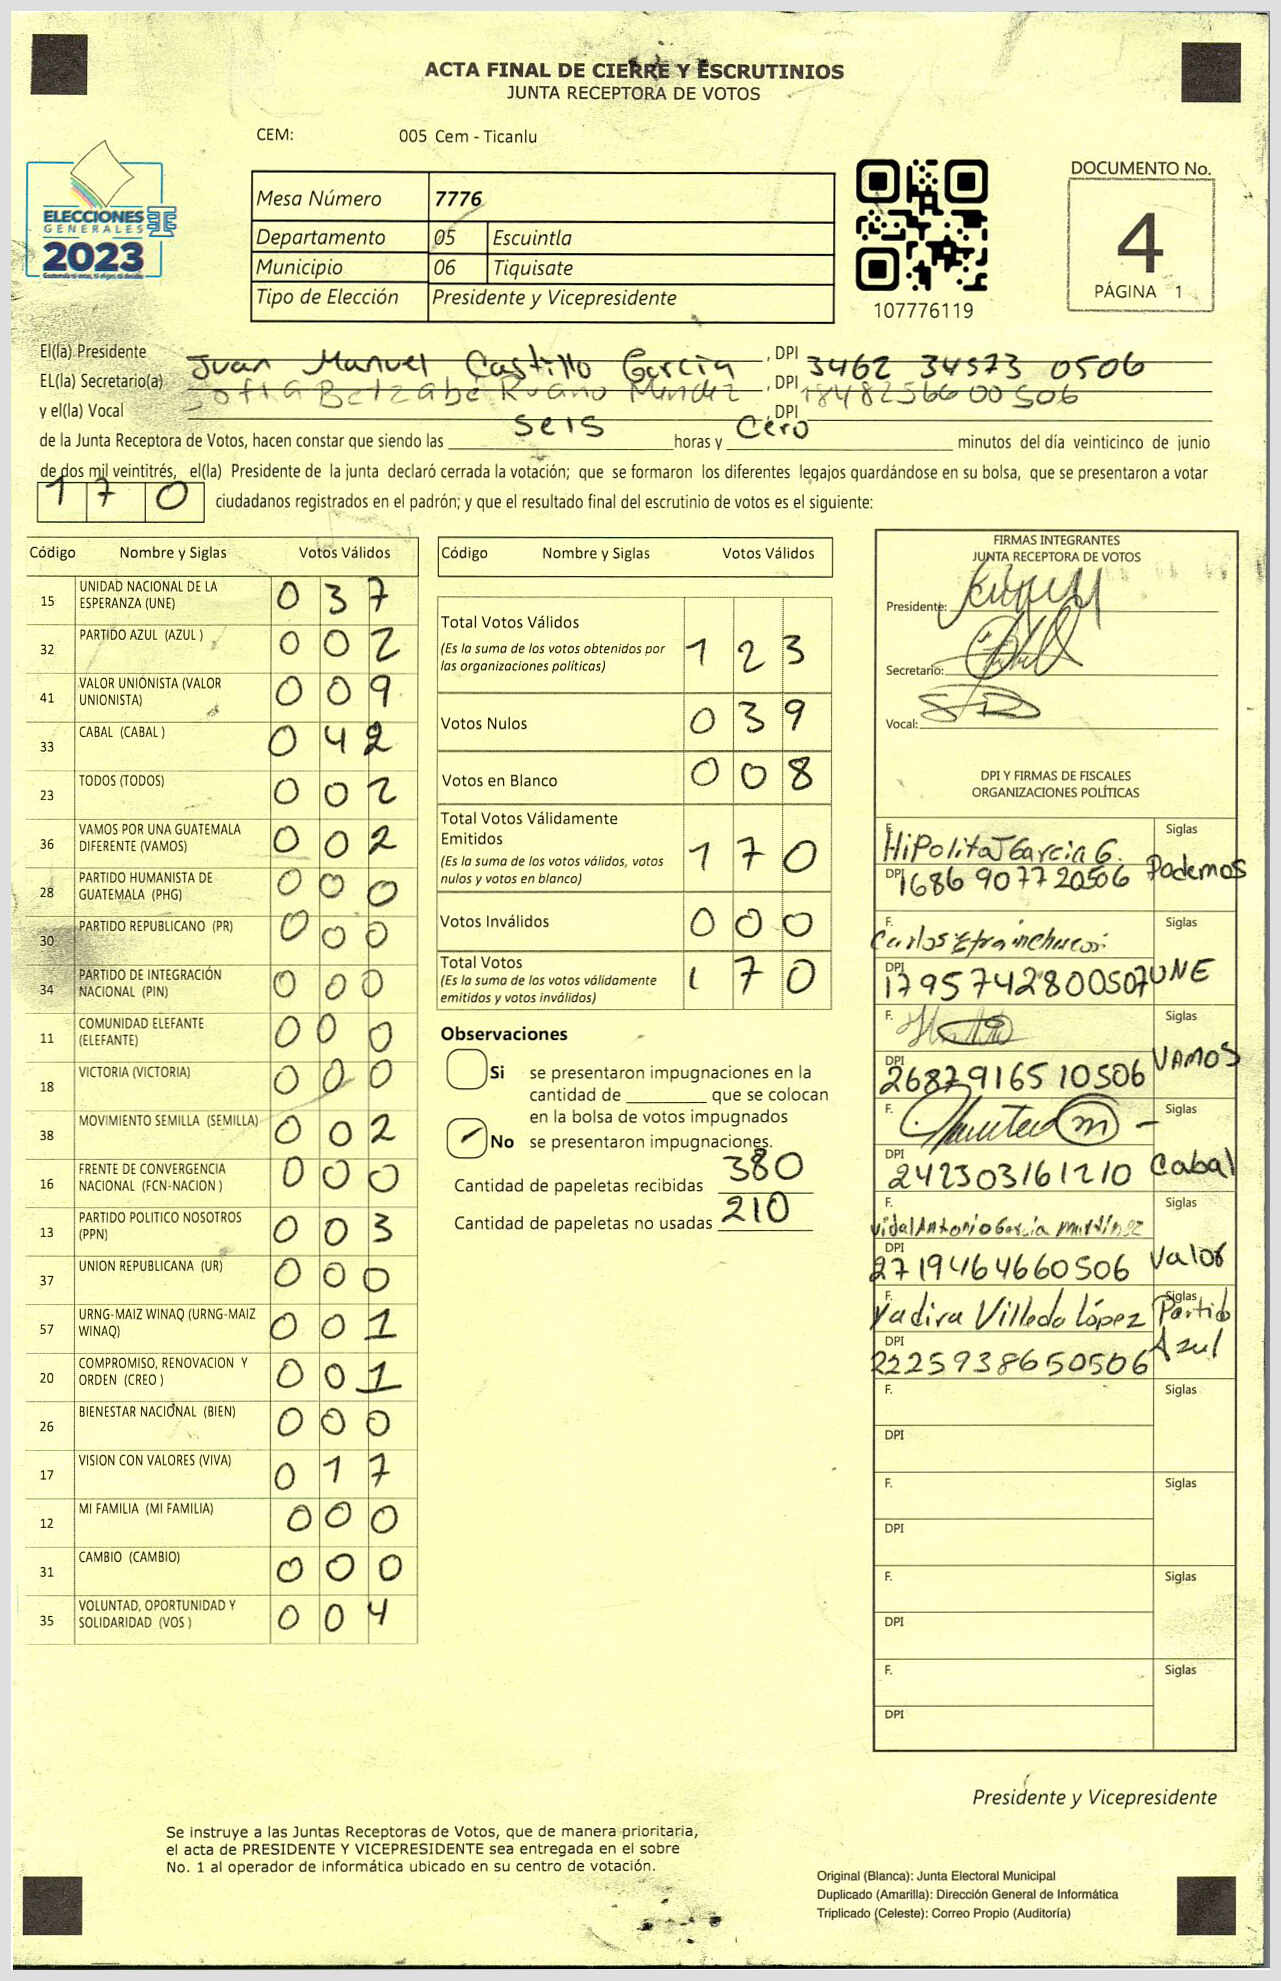 ACTA FINAL DE CIERRE Y ESCRUTINIOS
JUNTA RECEPTORA DE VOTOS
CEM: 005 Cem - Ticanlu
ELECCIONES
GENERALES
2023
Mesa Número 7776
Departamento 05 Escuintla
Municipio 06 Tiquisate
Tipo de Elección Presidente y Vicepresidente
107776119
DOCUMENTO No.
4
PÁGINA 1
El(la) Presidente Juan Manuel Castillo García, DPI 3462 34573 0506
EL(la) Secretario(a) Sofia Betzabé Ruano Méndez, DPI 1848256600506
y el(la) Vocal , DPI
de la Junta Receptora de Votos, hacen constar que siendo las seis horas y Cero minutos del día veinticinco de junio
de dos mil veintitrés, el(la) Presidente de la junta declaró cerrada la votación; que se formaron los diferentes legajos quardándose en su bolsa, que se presentaron a votar
170 ciudadanos registrados en el padrón; y que el resultado final del escrutinio de votos es el siguiente:
Código Nombre y Siglas Votos Válidos
15 UNIDAD NACIONAL DE LA ESPERANZA (UNE) 0 3 7
32 PARTIDO AZUL (AZUL ) 0 0 2
41 VALOR UNIONISTA (VALOR UNIONISTA) 0 0 9
33 CABAL (CABAL ) 0 4 2
23 TODOS (TODOS) 0 0 2
36 VAMOS POR UNA GUATEMALA DIFERENTE (VAMOS) 0 0 2
28 PARTIDO HUMANISTA DE GUATEMALA (PHG) 0 0 0
30 PARTIDO REPUBLICANO (PR) 0 0 0
34 PARTIDO DE INTEGRACIÓN NACIONAL (PIN) 0 0 0
11 COMUNIDAD ELEFANTE (ELEFANTE) 0 0 0
18 VICTORIA (VICTORIA) 0 0 0
38 MOVIMIENTO SEMILLA (SEMILLA) 0 0 2
16 FRENTE DE CONVERGENCIA NACIONAL (FCN-NACION ) 0 0 0
13 PARTIDO POLITICO NOSOTROS (PPN) 0 0 3
37 UNION REPUBLICANA (UR) 0 0 0
57 URNG-MAIZ WINAQ (URNG-MAIZ WINAQ) 0 0 1
20 COMPROMISO, RENOVACION Y ORDEN (CREO ) 0 0 1
26 BIENESTAR NACIONAL (BIEN) 0 0 0
17 VISION CON VALORES (VIVA) 0 1 7
12 MI FAMILIA (MI FAMILIA) 0 0 0
31 CAMBIO (CAMBIO) 0 0 0
35 VOLUNTAD, OPORTUNIDAD Y SOLIDARIDAD (VOS ) 0 0 4
Código Nombre y Siglas Votos Válidos
Total Votos Válidos 1 2 3
(Es la suma de los votos obtenidos por
las organizaciones políticas)
Votos Nulos 0 3 9
Votos en Blanco 0 0 8
Total Votos Válidamente
Emitidos 1 7 0
(Es la suma de los votos válidos, votos
nulos y votos en blanco)
Votos Inválidos 0 0 0
Total Votos 1 7 0
(Es la suma de los votos válidamente
emitidos y votos inválidos)
Observaciones
Si se presentaron impugnaciones en la
cantidad de ________ que se colocan
en la bolsa de votos impugnados
No se presentaron impugnaciones.
Cantidad de papeletas recibidas 380
Cantidad de papeletas no usadas 210
FIRMAS INTEGRANTES
JUNTA RECEPTORA DE VOTOS
Presidente:
Secretario:
Vocal:
DPI Y FIRMAS DE FISCALES
ORGANIZACIONES POLÍTICAS
F. Hipolita J Garcia G. Siglas
DPI 1686 90772 0506 Podemos
F. Carlos Efrain Siglas
DPI 1795742800507 UNE
F. Siglas
DPI 2687916510506 VAMOS
F. Siglas
DPI 242303161210 Cabal
F. Vidal Antonio Garcia Martínez Siglas
DPI 2719464660506 Valor
F. Yadira Villeda López Siglas Partido
DPI 2225938650506 Azul
F. Siglas
DPI
F. Siglas
DPI
F. Siglas
DPI
F. Siglas
DPI
Presidente y Vicepresidente
Se instruye a las Juntas Receptoras de Votos, que de manera prioritaria,
el acta de PRESIDENTE Y VICEPRESIDENTE sea entregada en el sobre
No. 1 al operador de informática ubicado en su centro de votación.
Original (Blanca): Junta Electoral Municipal
Duplicado (Amarilla): Dirección General de Informática
Triplicado (Celeste): Correo Propio (Auditoría)